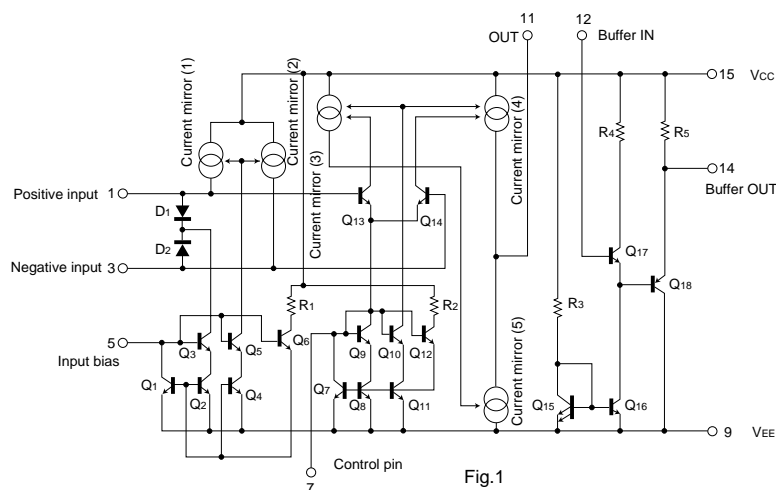 11
12
OUT
Buffer IN
Current mirror (1)
Current mirror (2)
15 VCC
Current mirror (4)
R4
R5
14
Buffer OUT
Positive input 1
Current mirror (3)
D1
Q13
Q14
Q17
D2
Q18
Negative input 3
R1
R2
R3
5
Input bias
Q3
Q5
Q6
Q9
Q10
Q12
Current mirror (5)
Q1
Q2
Q4
Q7
Q8
Q11
Q15
Q16
9 VEE
Control pin
7
Fig.1